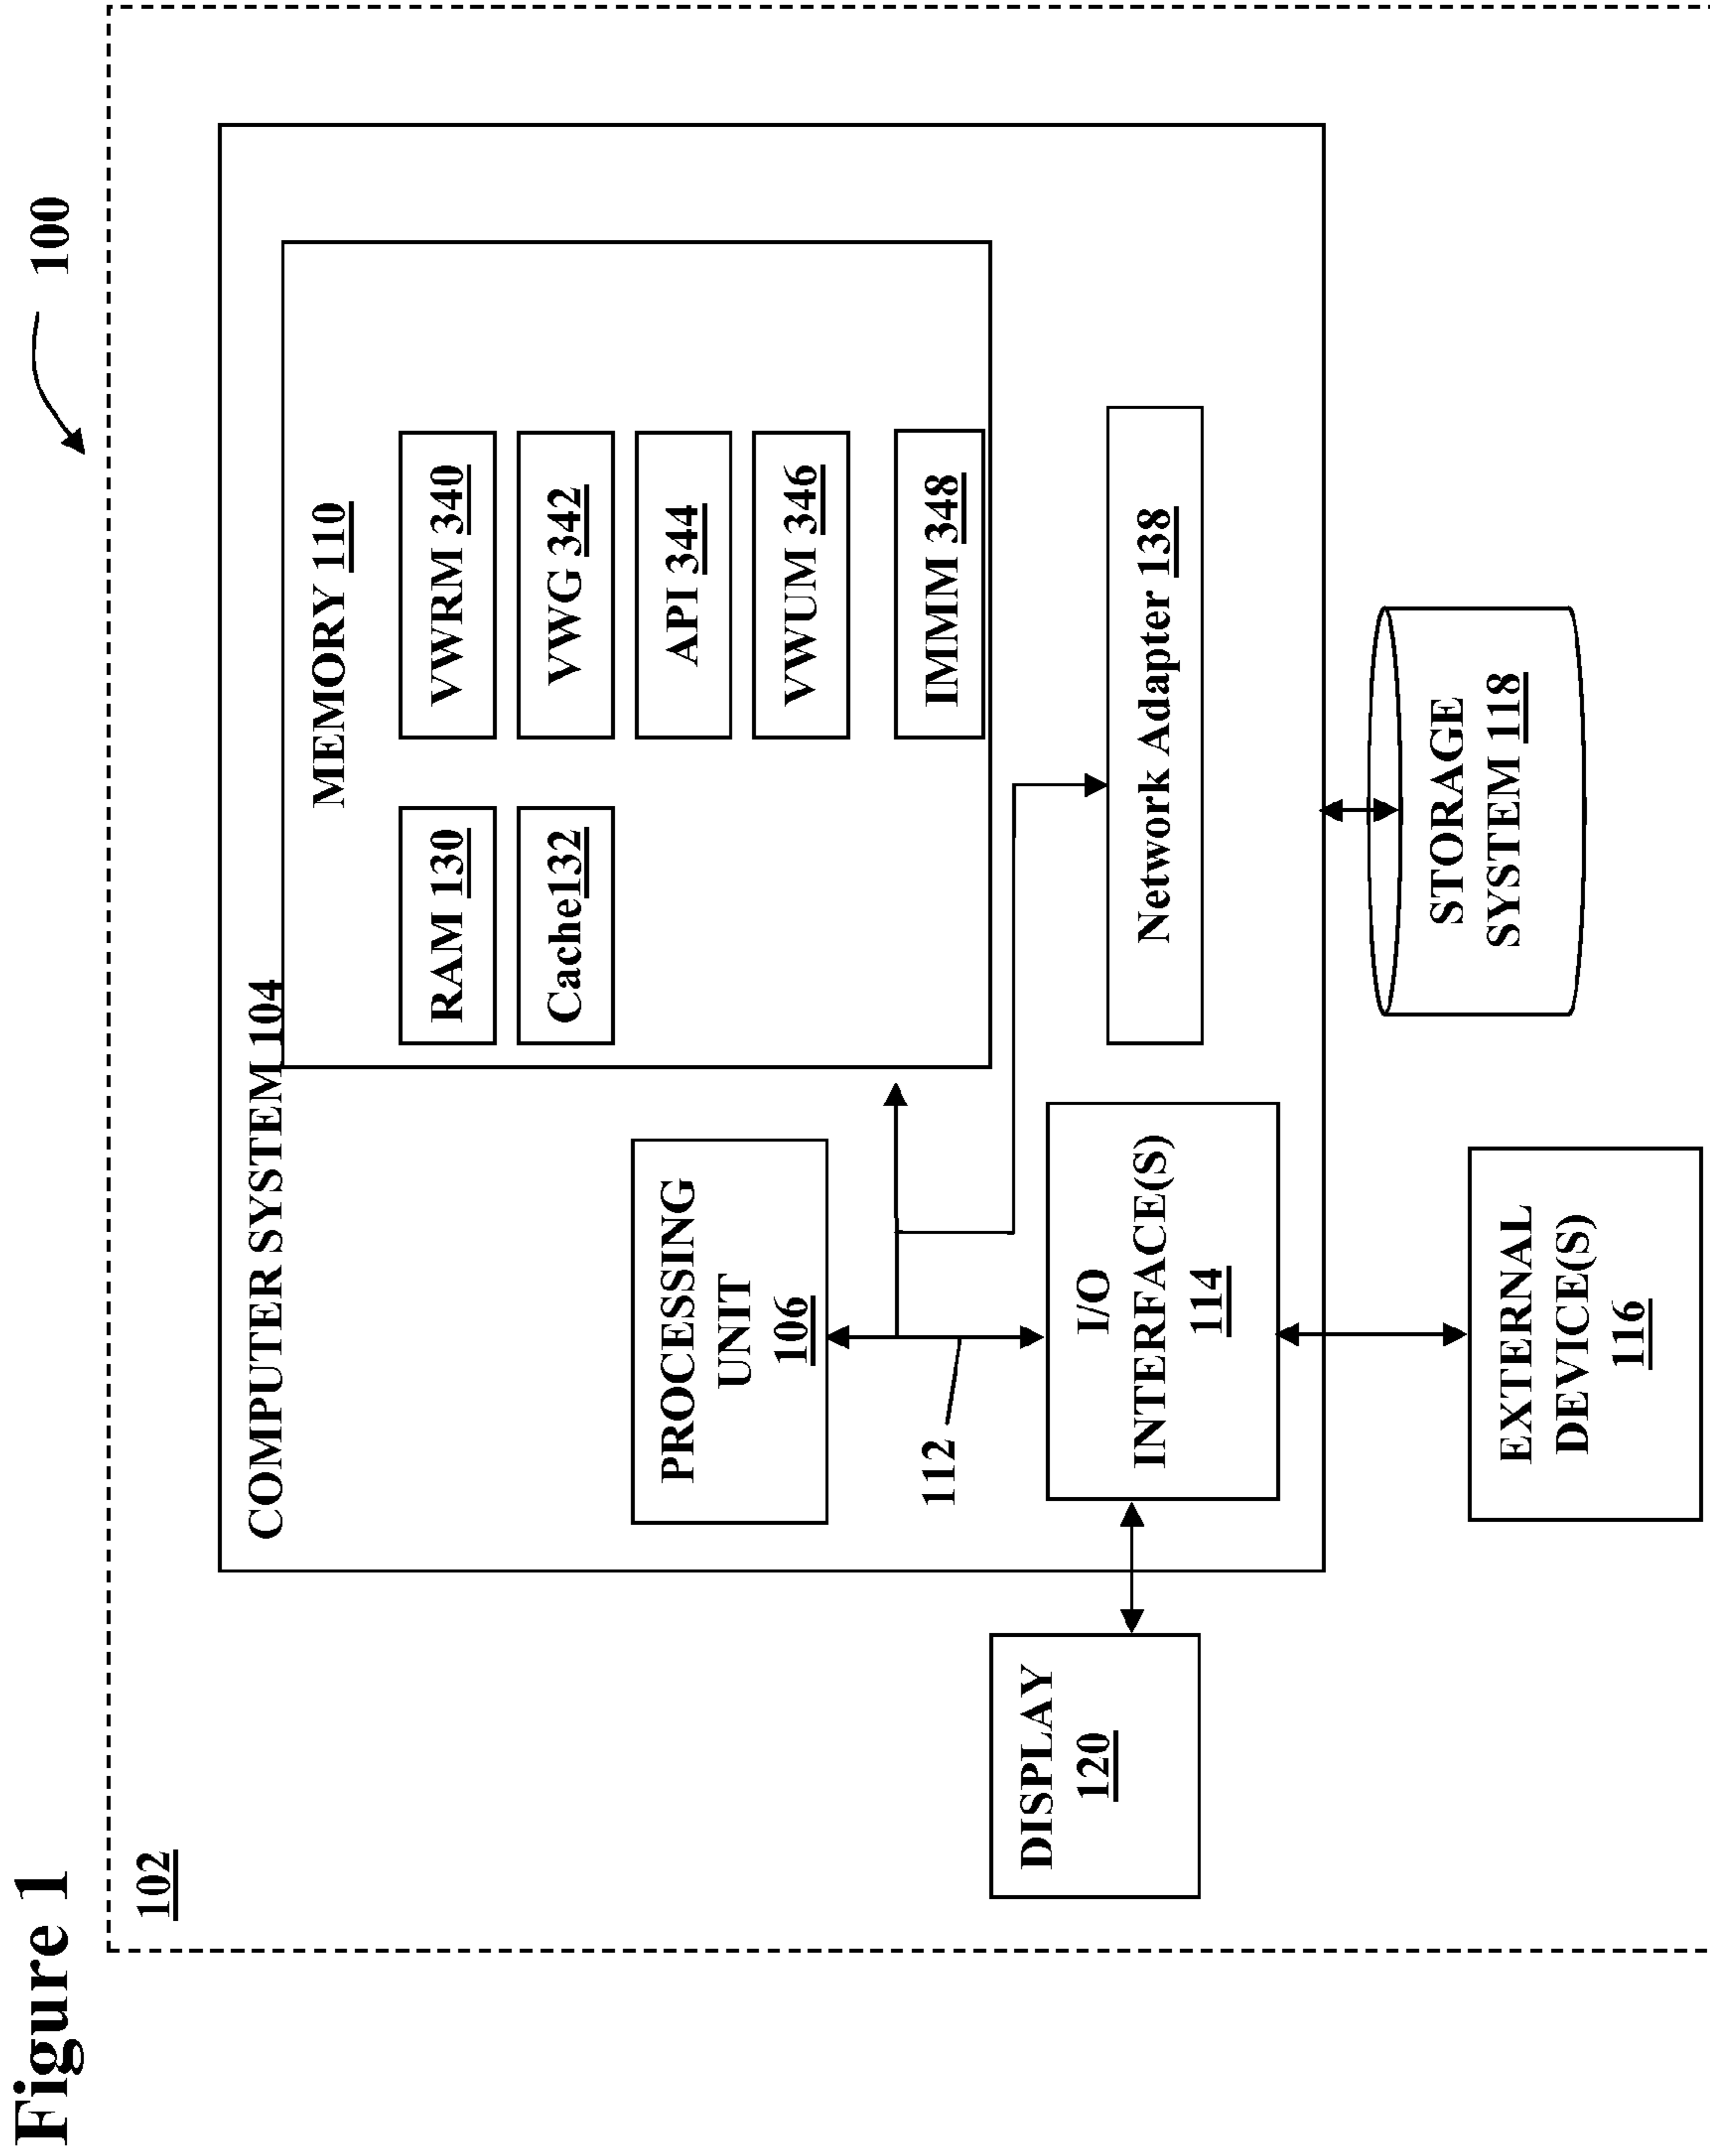 Figure 1
100
102
COMPUTER SYSTEM 104
MEMORY 110
RAM 130
Cache132
VWRM 340
VWG 342
API 344
VWUM 346
IMMM 348
PROCESSING
UNIT
106
112
I/O
INTERFACE(S)
114
Network Adapter 138
DISPLAY
120
EXTERNAL
DEVICE(S)
116
STORAGE
SYSTEM 118